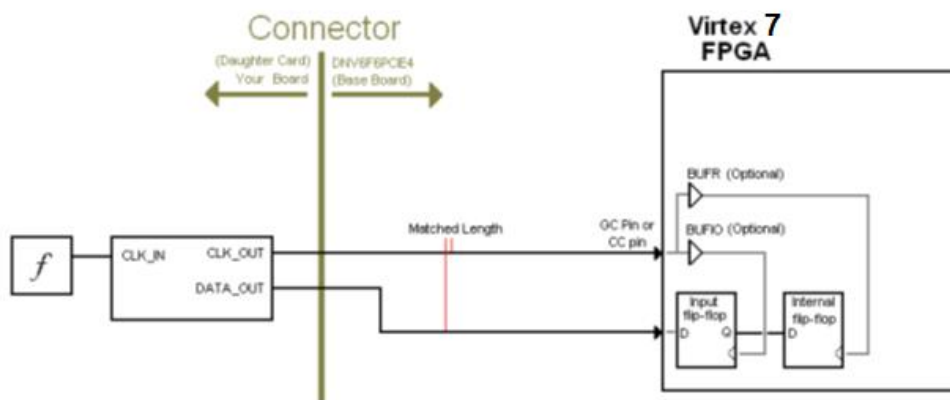 Connector
(Daughter Card)
Your Board
DNV6F6PCIE4
(Base Board)
Virtex 7
FPGA
BUFR (Optional)
Matched Length
GC Pin or
CC pin
BUFIO (Optional)
f
CLK_IN
CLK_OUT
DATA_OUT
Input
flip-flop
D
Q
Internal
flip-flop
D